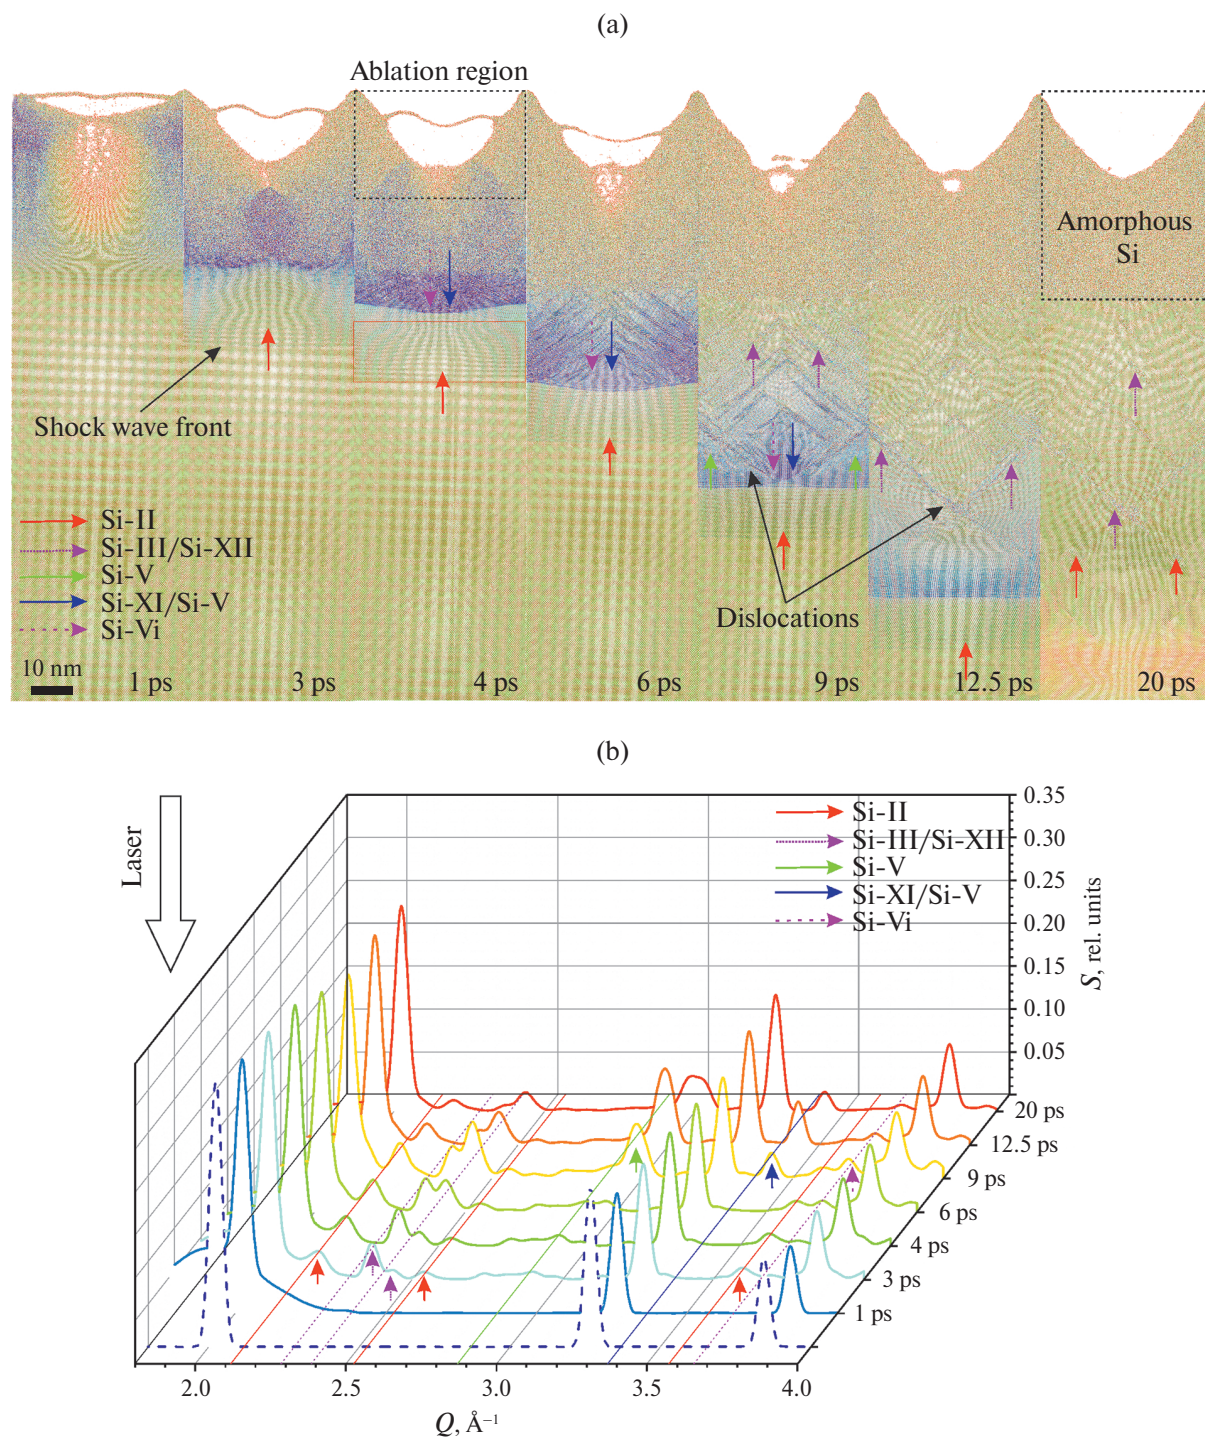 (a)
Ablation region
Amorphous
Si
Shock wave front
Si-II
Si-III/Si-XII
Si-V
Si-XI/Si-V
Si-Vi
Dislocations
10 nm
1 ps
3 ps
4 ps
6 ps
9 ps
12.5 ps
20 ps
(b)
Laser
Si-II
Si-III/Si-XII
Si-V
Si-XI/Si-V
Si-Vi
0.35
0.30
0.25
0.20
0.15
0.10
0.05
S, rel. units
20 ps
12.5 ps
9 ps
6 ps
4 ps
3 ps
1 ps
2.0
2.5
3.0
3.5
4.0
Q, Å⁻¹